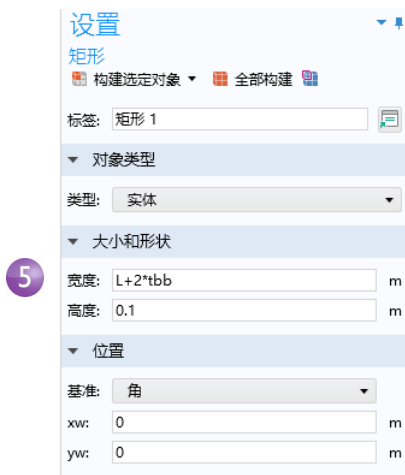 设置
矩形
构建选定对象 全部构建
标签: 矩形 1
对象类型
类型: 实体
大小和形状
5
宽度: L+2*tbb m
高度: 0.1 m
位置
基准: 角
xw: 0 m
yw: 0 m